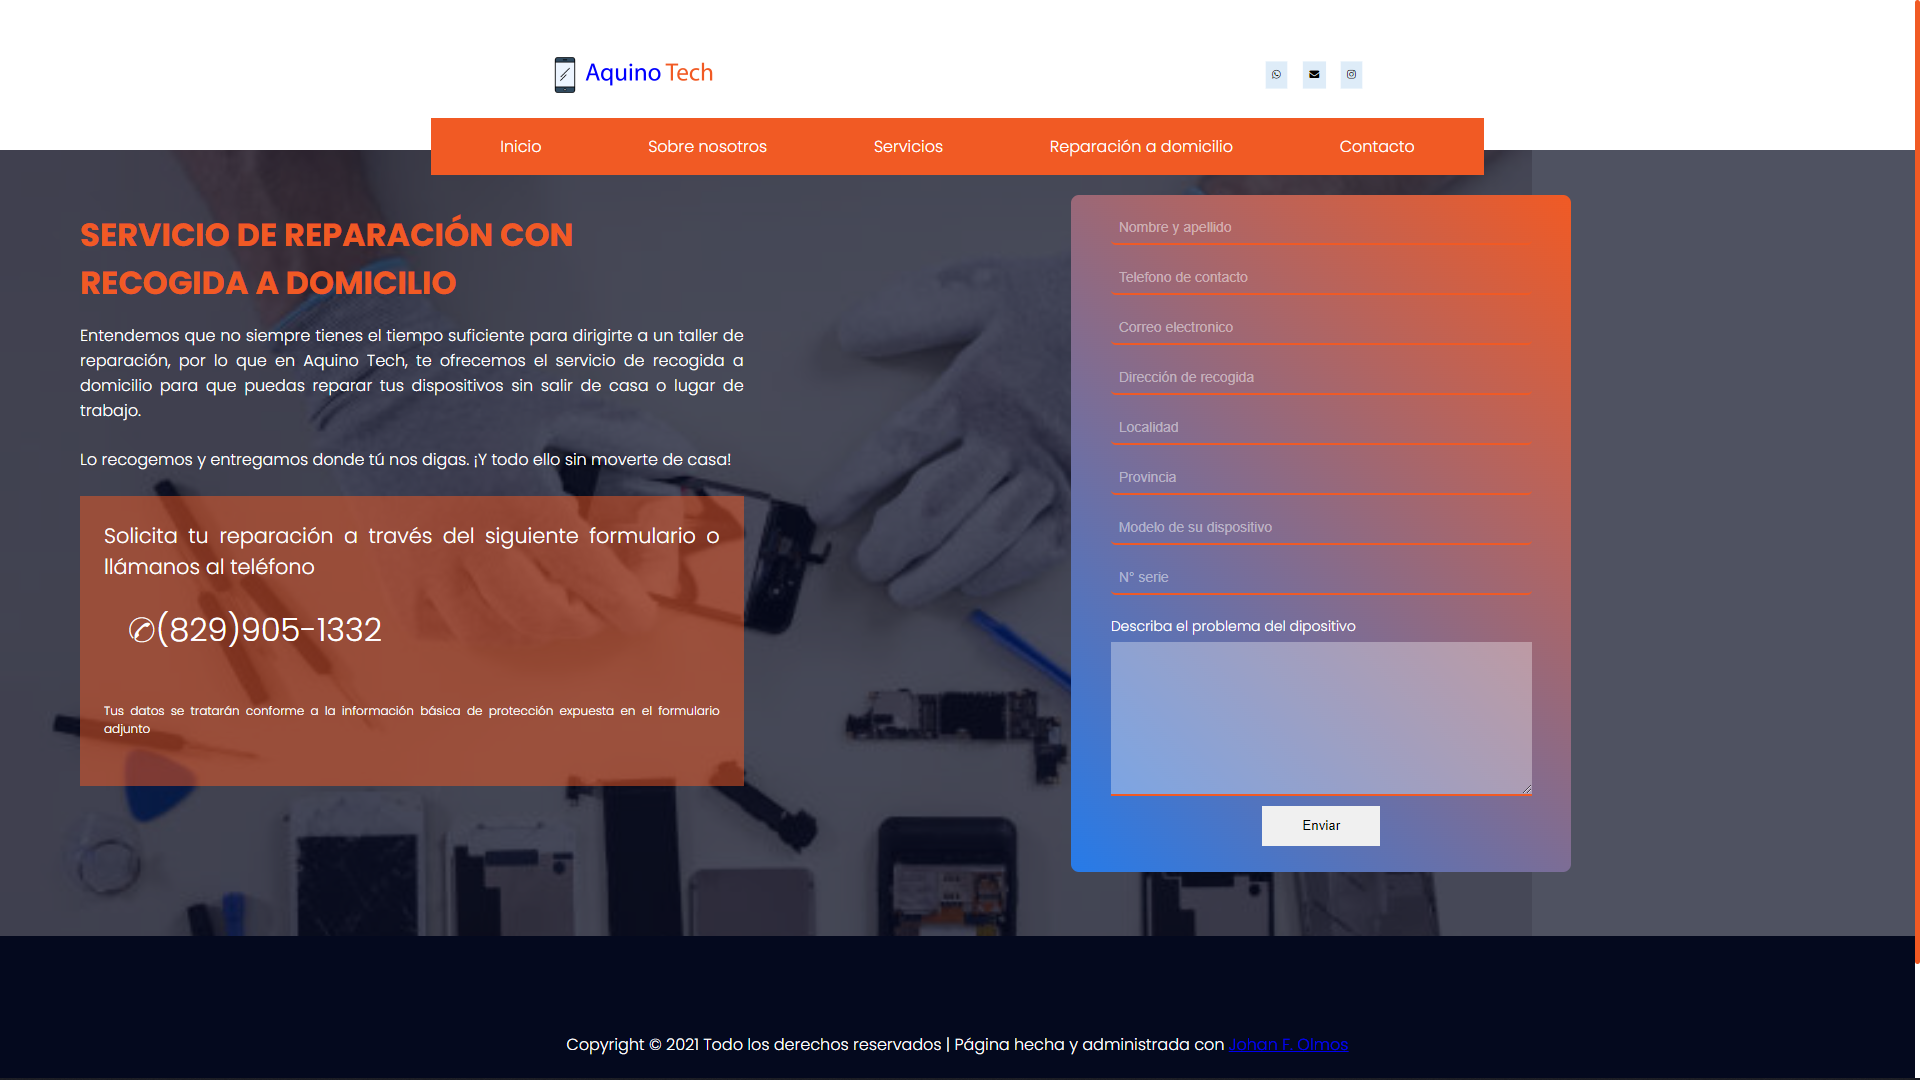 Aquino Tech
Inicio
Sobre nosotros
Servicios
Reparación a domicilio
Contacto
SERVICIO DE REPARACIÓN CON
RECOGIDA A DOMICILIO
Entendemos que no siempre tienes el tiempo suficiente para dirigirte a un taller de
reparación, por lo que en Aquino Tech, te ofrecemos el servicio de recogida a
domicilio para que puedas reparar tus dispositivos sin salir de casa o lugar de
trabajo.
Lo recogemos y entregamos donde tú nos digas. ¡Y todo ello sin moverte de casa!
Solicita tu reparación a través del siguiente formulario o
llámanos al teléfono
✆(829)905-1332
Tus datos se tratarán conforme a la información básica de protección expuesta en el formulario
adjunto
Nombre y apellido
Telefono de contacto
Correo electronico
Dirección de recogida
Localidad
Provincia
Modelo de su dispositivo
N° serie
Describa el problema del dipositivo
Enviar
Copyright © 2021 Todo los derechos reservados | Página hecha y administrada con Johan F. Olmos